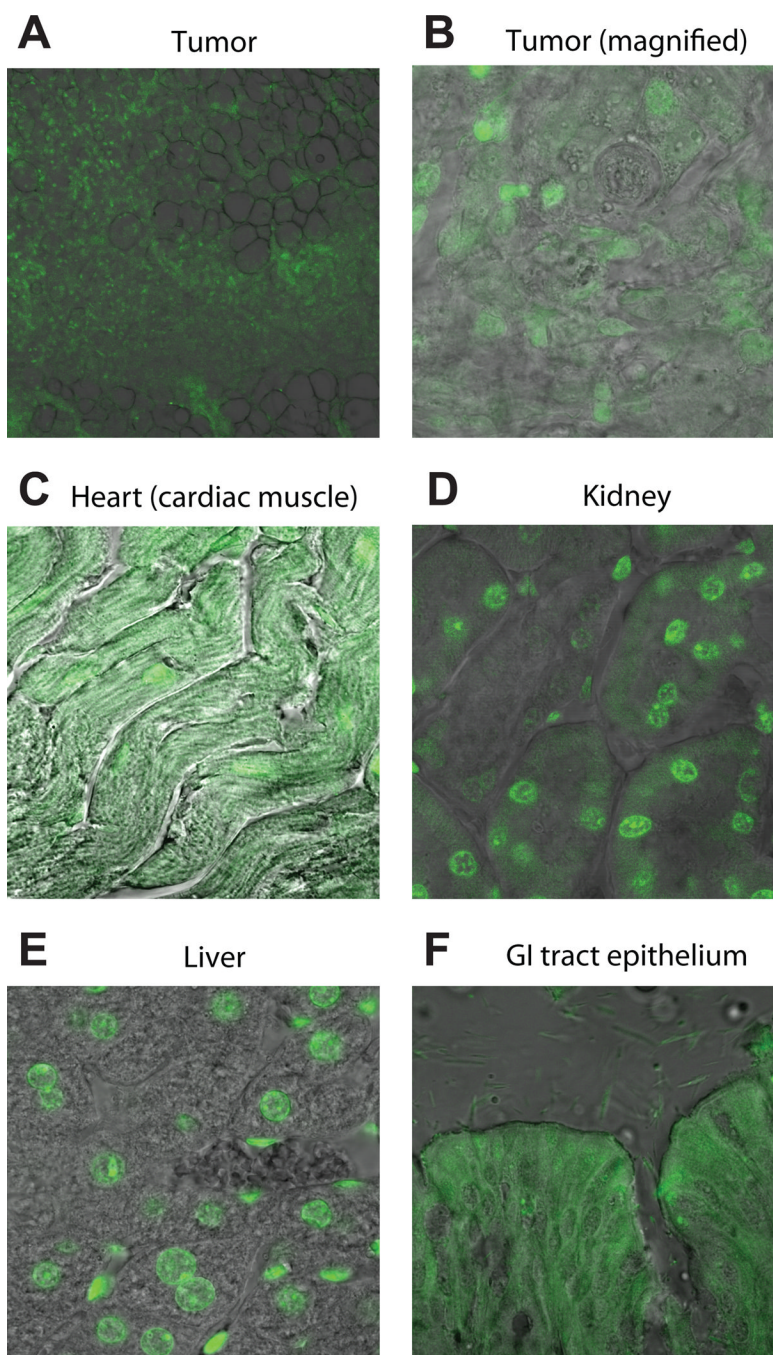 A Tumor
B Tumor (magnified)
C Heart (cardiac muscle)
D Kidney
E Liver
F GI tract epithelium